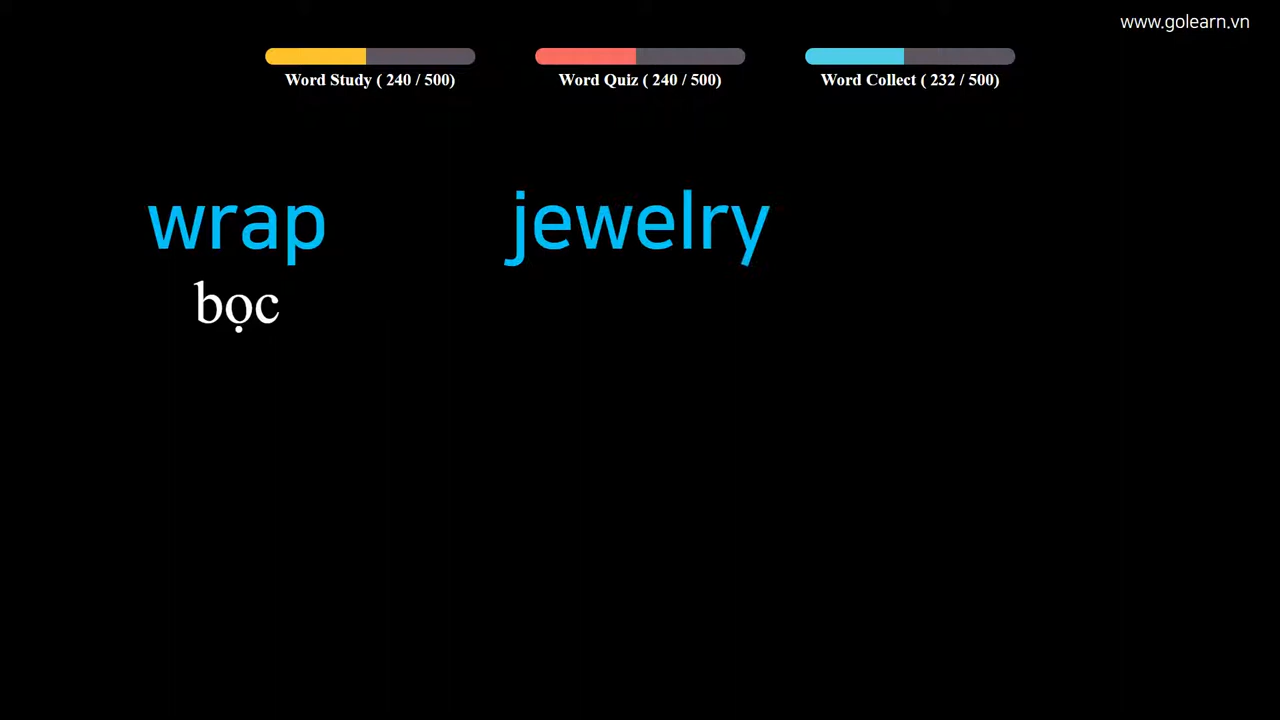 www.golearn.vn
Word Study ( 240 / 500)
Word Quiz ( 240 / 500)
Word Collect ( 232 / 500)
wrap
jewelry
bọc